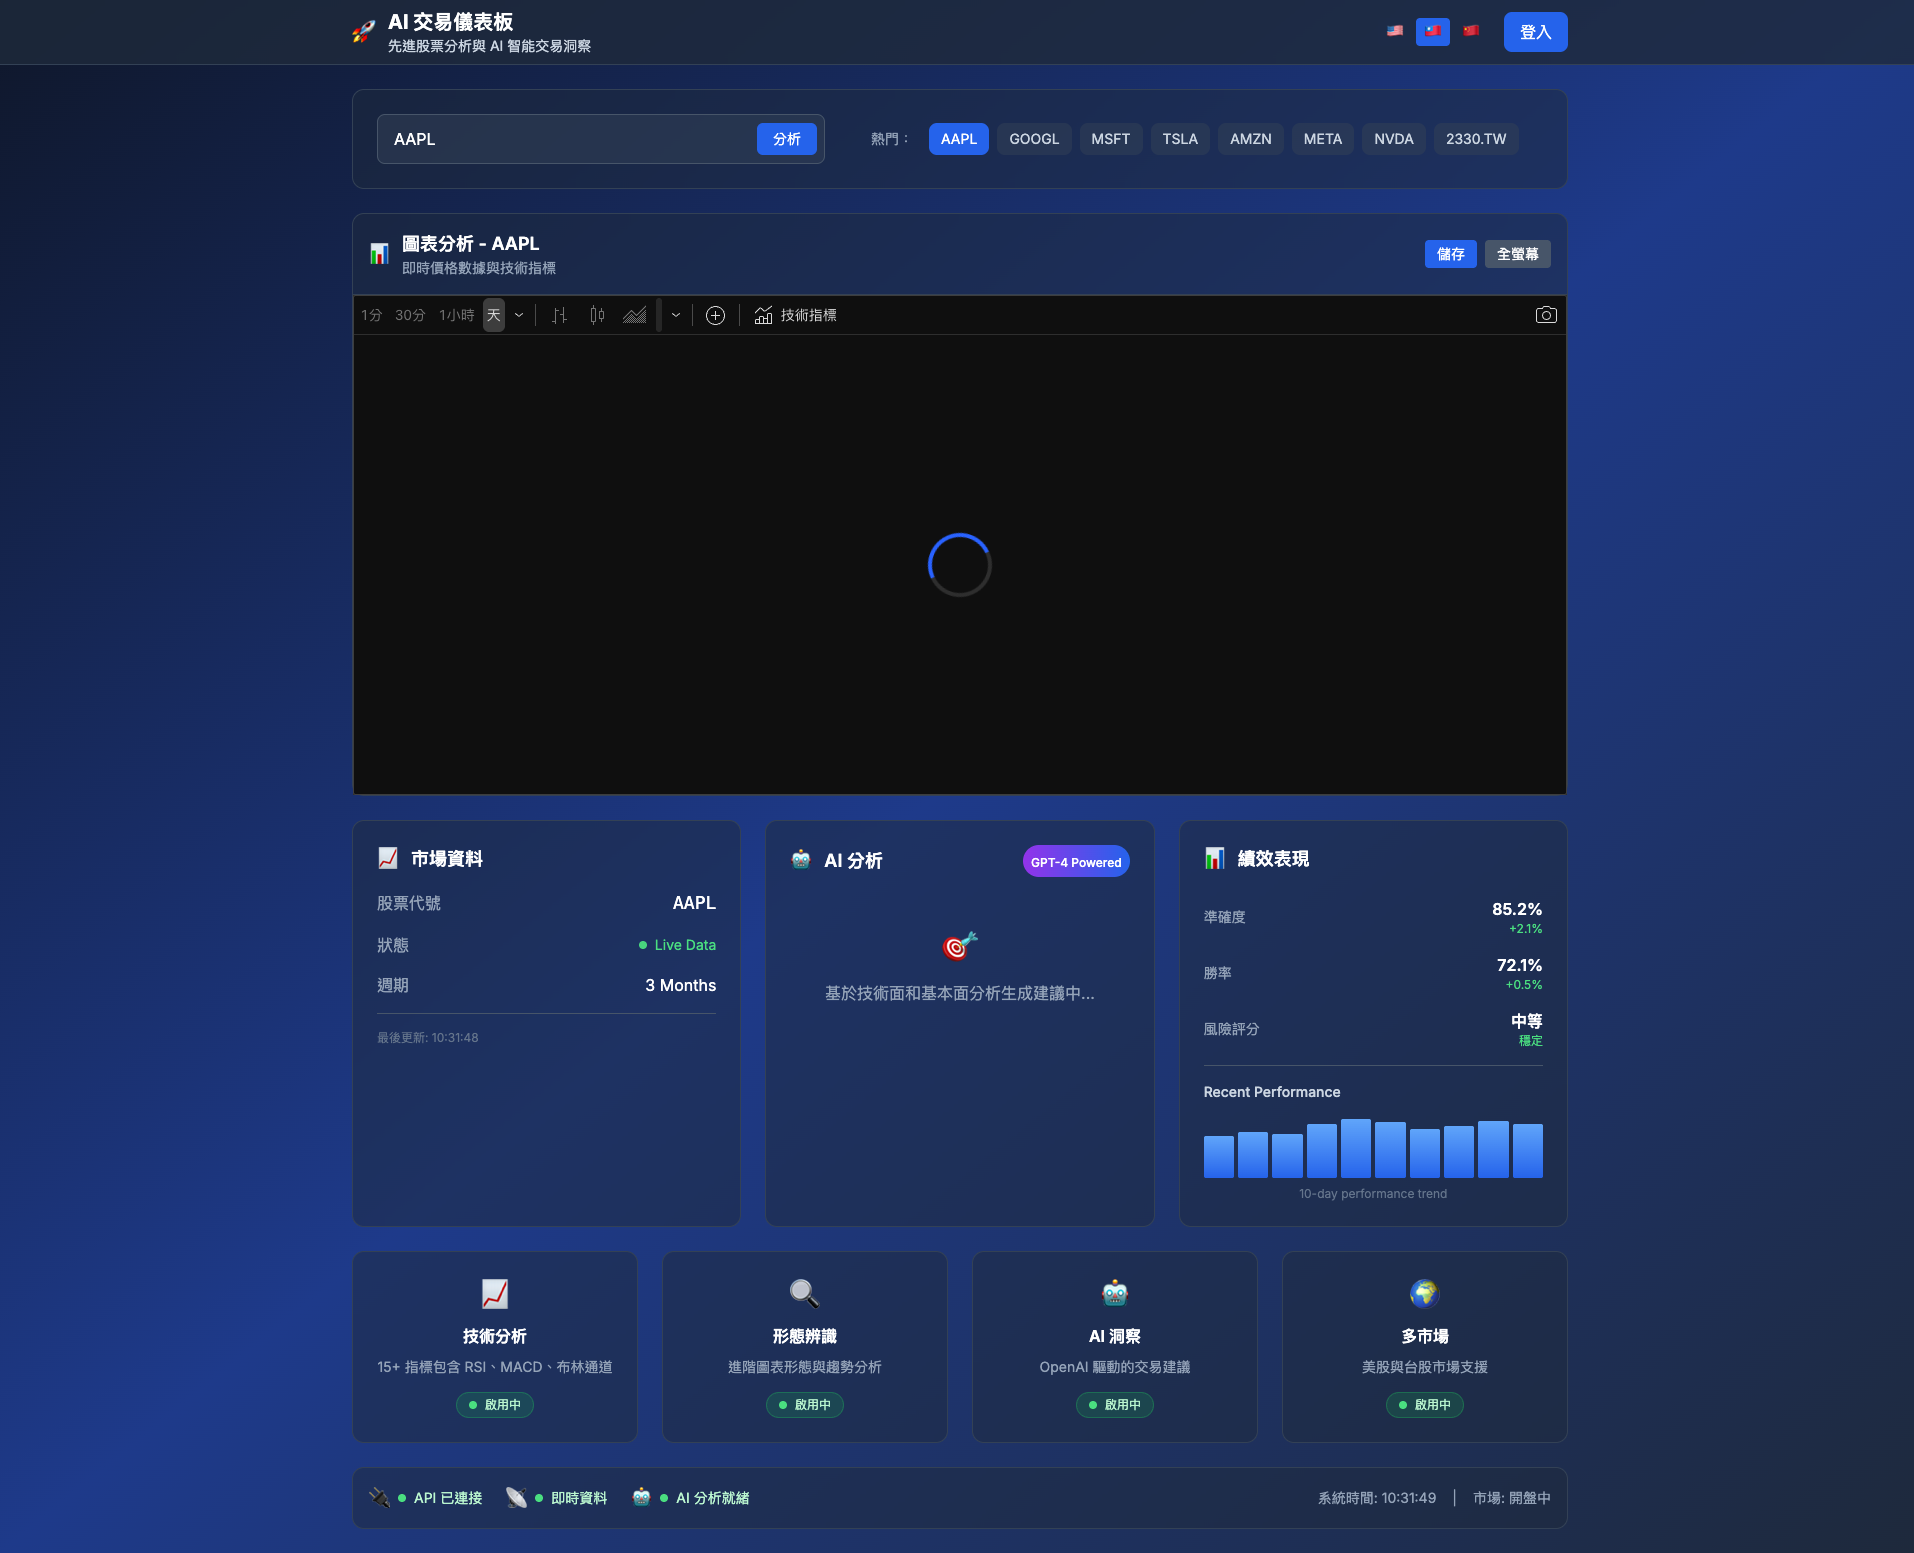 AI 交易儀表板
先進股票分析與 AI 智能交易洞察
登入
AAPL
分析
熱門：
AAPL
GOOGL
MSFT
TSLA
AMZN
META
NVDA
2330.TW
圖表分析 - AAPL
即時價格數據與技術指標
儲存
全螢幕
1分
30分
1小時
天
技術指標
市場資料
股票代號
AAPL
狀態
Live Data
週期
3 Months
最後更新: 10:31:48
AI 分析
GPT-4 Powered
基於技術面和基本面分析生成建議中...
績效表現
準確度
85.2%
+2.1%
勝率
72.1%
+0.5%
風險評分
中等
穩定
Recent Performance
10-day performance trend
技術分析
15+ 指標包含 RSI、MACD、布林通道
啟用中
形態辨識
進階圖表形態與趨勢分析
啟用中
AI 洞察
OpenAI 驅動的交易建議
啟用中
多市場
美股與台股市場支援
啟用中
API 已連接
即時資料
AI 分析就緒
系統時間: 10:31:49
市場: 開盤中